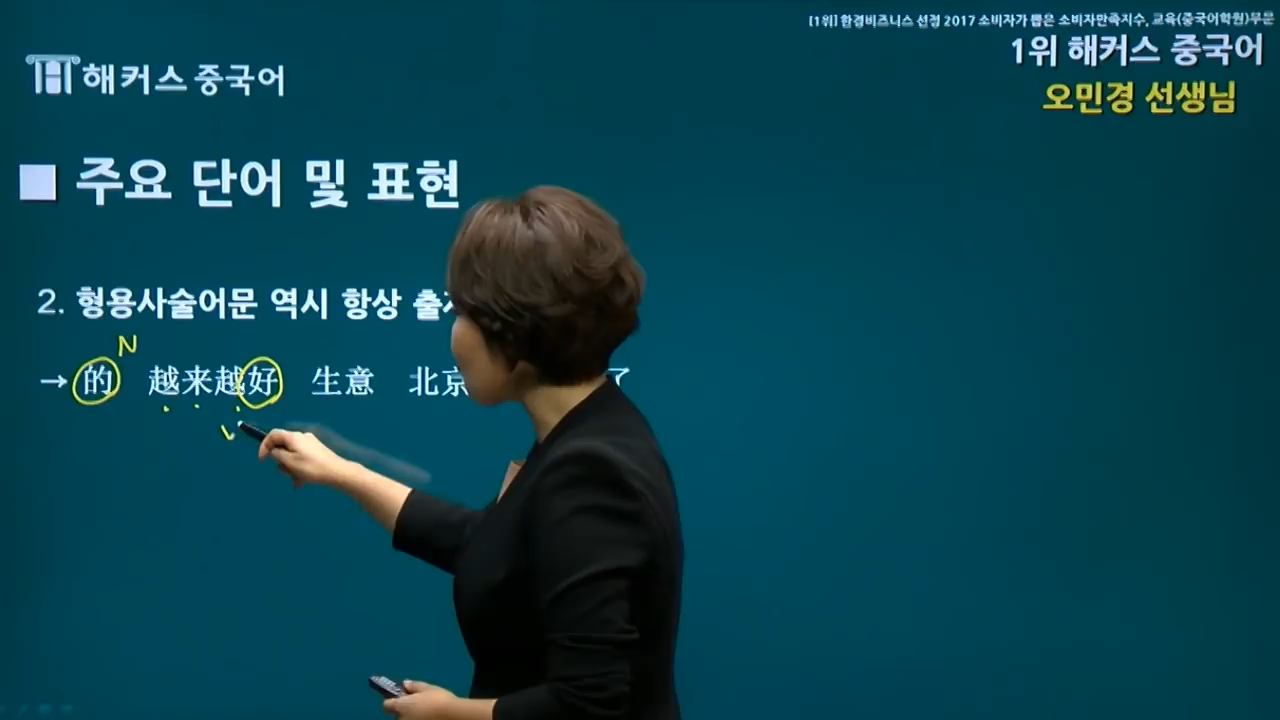 [1위] 한경비즈니스 선정 2017 소비자가 뽑은 소비자만족지수, 교육(중국어학원)부문
1위 해커스 중국어
오민경 선생님
해커스 중국어
주요 단어 및 표현
2. 형용사술어문 역시 항상
N
→ 的 越来越好 生意 北京 了